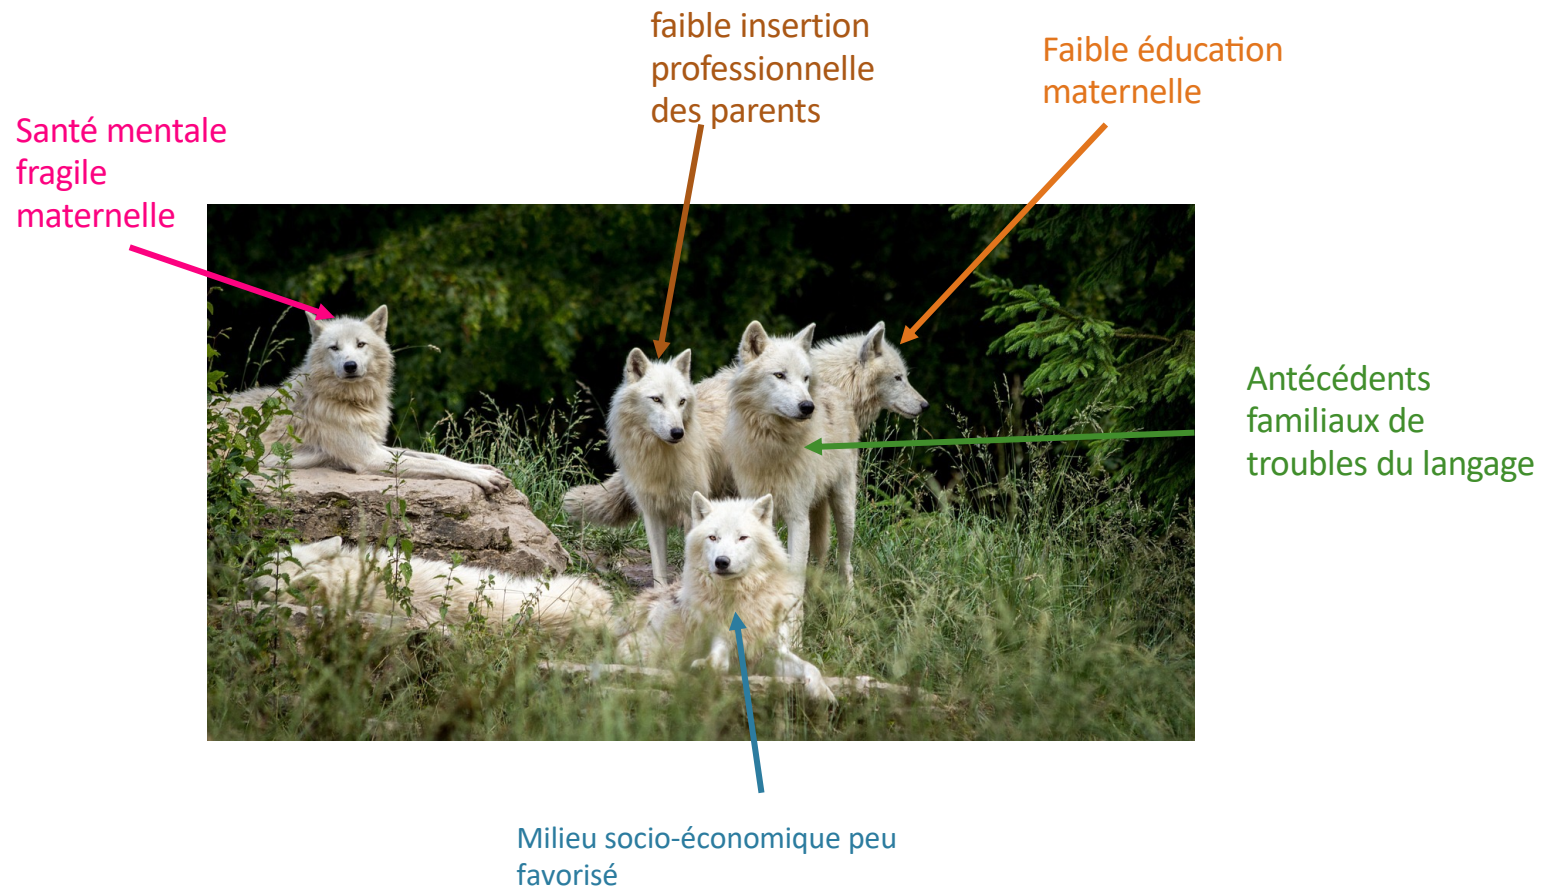 faible insertion
professionnelle
des parents
Faible éducation
maternelle
Santé mentale
fragile
maternelle
Antécédents
familiaux de
troubles du langage
Milieu socio-économique peu
favorisé